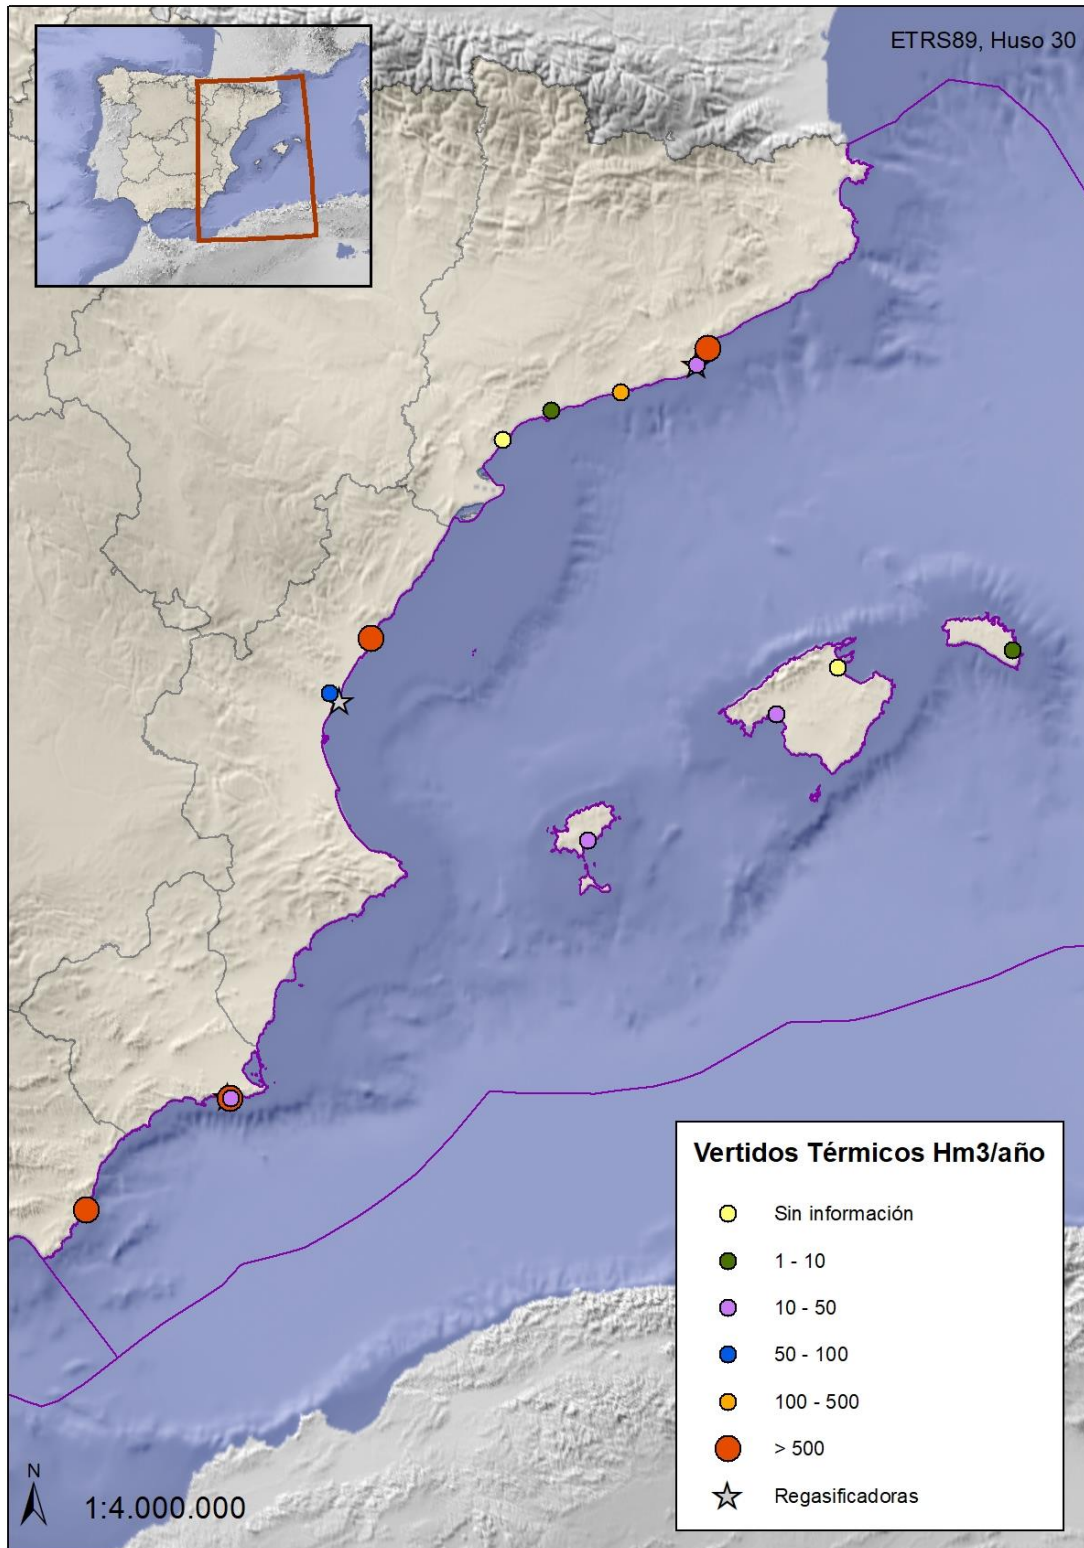 ETRS89, Huso 30
Vertidos Térmicos Hm3/año
Sin información
1 - 10
10 - 50
50 - 100
100 - 500
> 500
Regasificadoras
N
1:4.000.000